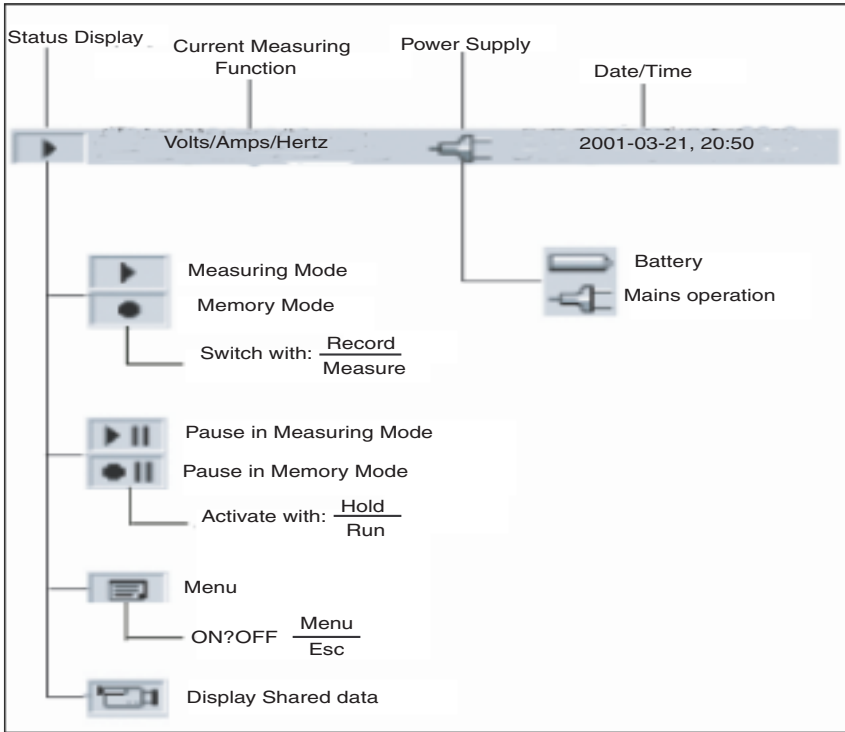 Status Display
Current Measuring
Function
Power Supply
Date/Time
Volts/Amps/Hertz
2001-03-21, 20:50
Measuring Mode
Memory Mode
Switch with: Record
Measure
Battery
Mains operation
Pause in Measuring Mode
Pause in Memory Mode
Activate with: Hold
Run
Menu
ON?OFF Menu
Esc
Display Shared data